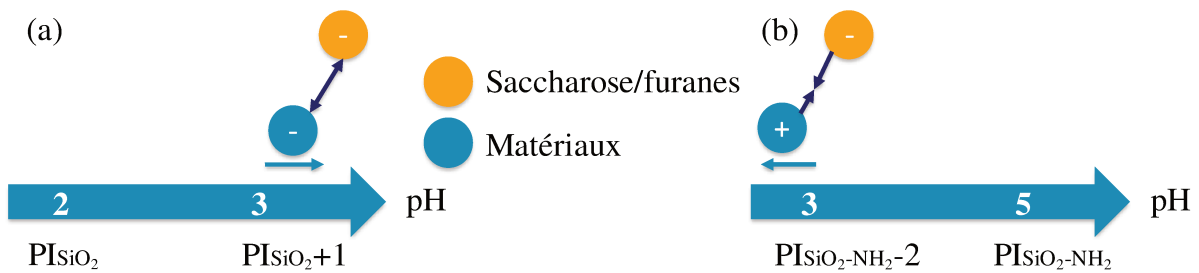 (a)
-
-
2
3
pH
PISiO2
PISiO2+1
Saccharose/furanes
Matériaux
(b)
-
+
3
5
pH
PISiO2-NH2-2
PISiO2-NH2